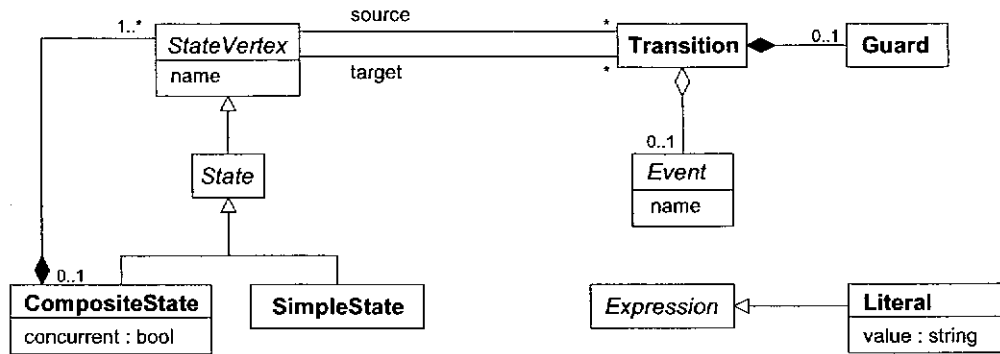 source
1..*
*
StateVertex
Transition
0..1
Guard
name
target
*
0..1
State
Event
name
0..1
CompositeState
SimpleState
Expression
Literal
concurrent : bool
value : string